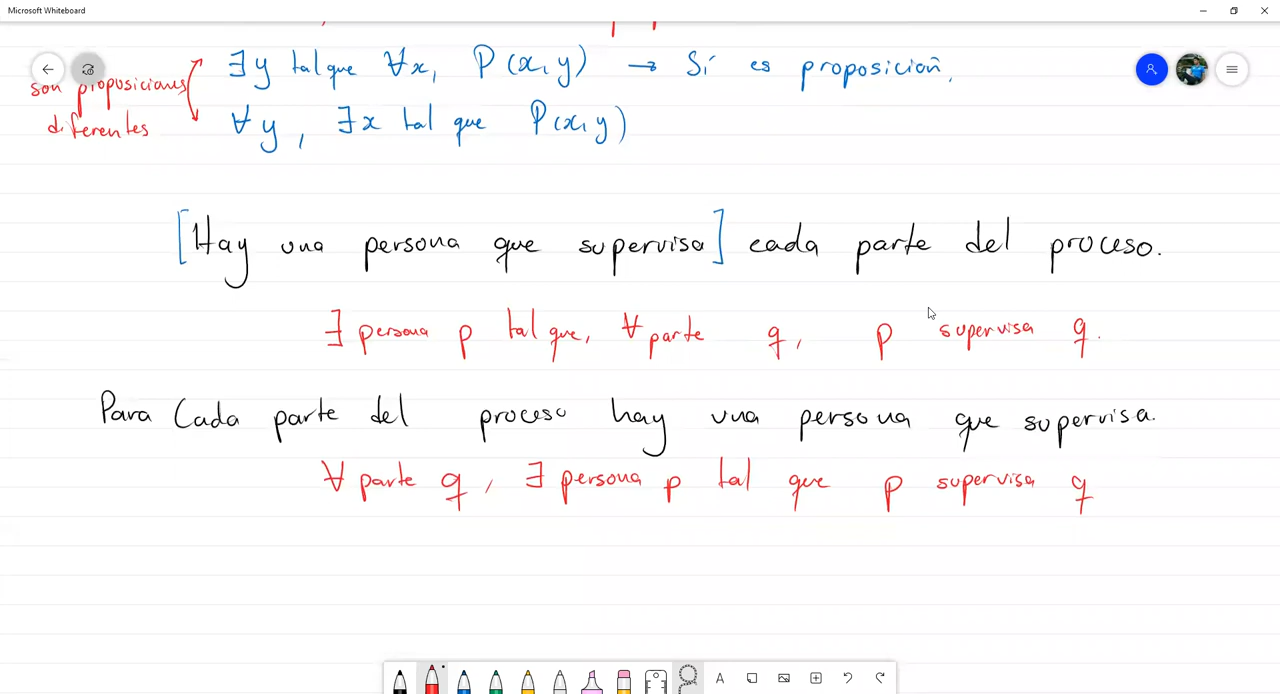 Microsoft Whiteboard
∃ y tal que ∀x, P(x,y) → Sí es proposición.
son proposiciones
diferentes
∀ y, ∃x tal que P(x,y)
[Hay una persona que supervisa] cada parte del proceso.
∃ persona p tal que, ∀ parte q, p supervisa q.
Para Cada parte del proceso hay una persona que supervisa.
∀ parte q, ∃ persona p tal que p supervisa q
A